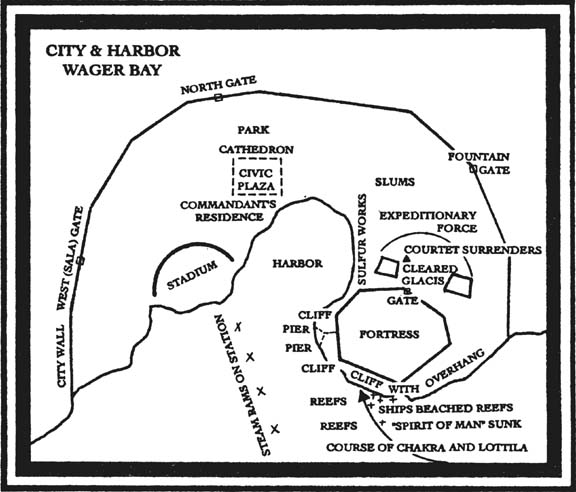 CITY & HARBOR
WAGER BAY
NORTH GATE
PARK
CATHEDRON
CIVIC
PLAZA
COMMANDANT'S
RESIDENCE
FOUNTAIN
GATE
SLUMS
EXPEDITIONARY
FORCE
SULFUR WORKS
COURTET SURRENDERS
CLEARED
GLACIS
GATE
WEST (SALA) GATE
CITY WALL
STADIUM
HARBOR
CLIFF
PIER
PIER
CLIFF
FORTRESS
CLIFF WITH OVERHANG
STEAM RAMS ON STATION
REEFS
SHIPS BEACHED REEFS
REEFS
"SPIRIT OF MAN" SUNK
COURSE OF CHAKRA AND LOTTILA